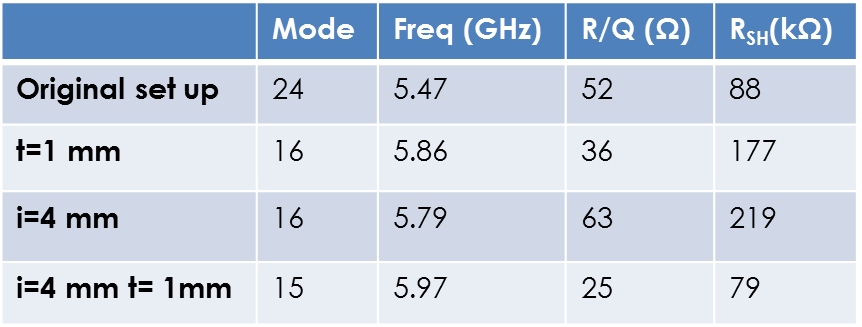 Mode Freq (GHz) R/Q (Ω) RSH(kΩ)
Original set up 24 5.47 52 88
t=1 mm 16 5.86 36 177
i=4 mm 16 5.79 63 219
i=4 mm t= 1mm 15 5.97 25 79